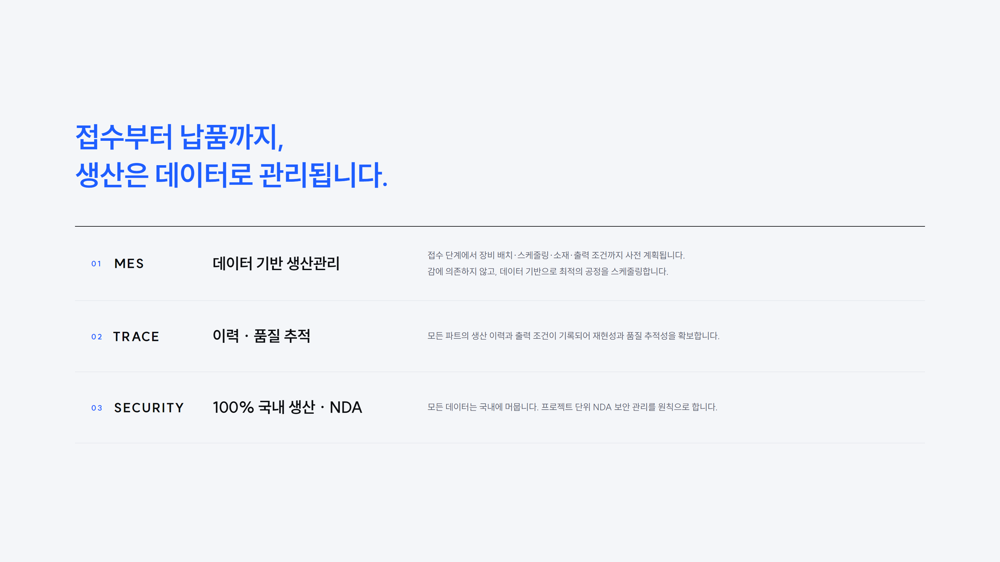 접수부터 납품까지,
생산은 데이터로 관리됩니다.
01 MES 데이터 기반 생산관리
접수 단계에서 장비 배치·스케줄링·소재·출력 조건까지 사전 계획됩니다.
감에 의존하지 않고, 데이터 기반으로 최적의 공정을 스케줄링합니다.
02 TRACE 이력 · 품질 추적 모든 파트의 생산 이력과 출력 조건이 기록되어 재현성과 품질 추적성을 확보합니다.
03 SECURITY 100% 국내 생산 · NDA 모든 데이터는 국내에 머뭅니다. 프로젝트 단위 NDA 보안 관리를 원칙으로 합니다.